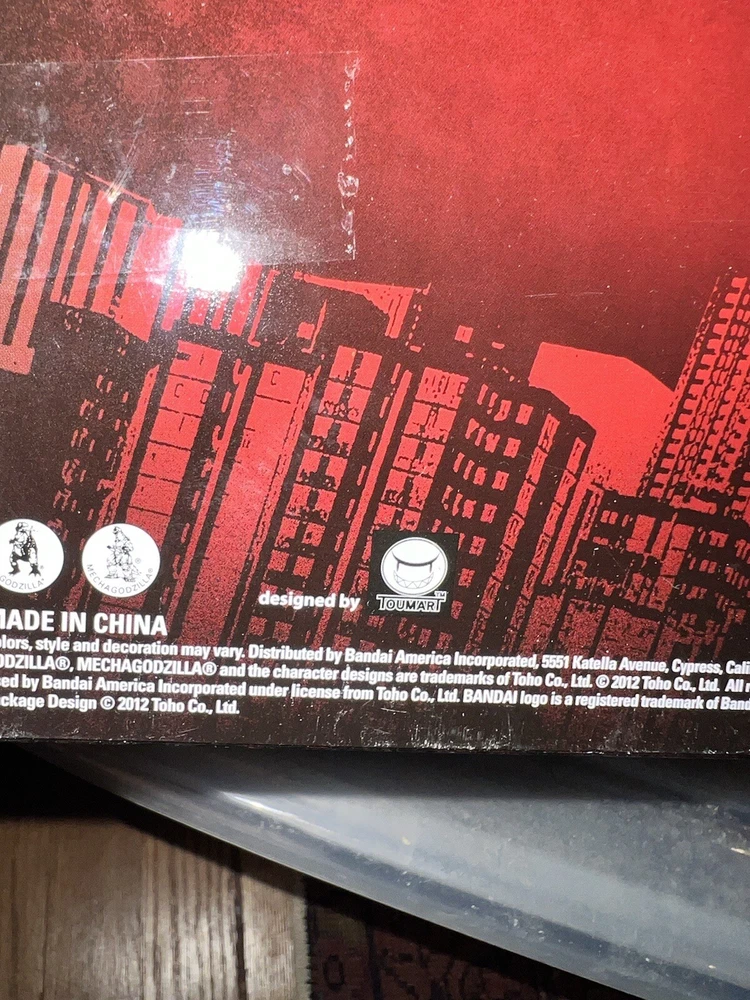 GODZILLA®
MECHAGODZILLA®
designed by
TOUMART™
MADE IN CHINA
olors, style and decoration may vary. Distributed by Bandai America Incorporated, 5551 Katella Avenue, Cypress, Cali
ODZILLA®, MECHAGODZILLA® and the character designs are trademarks of Toho Co., Ltd. © 2012 Toho Co., Ltd. All r
sed by Bandai America Incorporated under license from Toho Co., Ltd. BANDAI logo is a registered trademark of Band
ackage Design © 2012 Toho Co., Ltd.